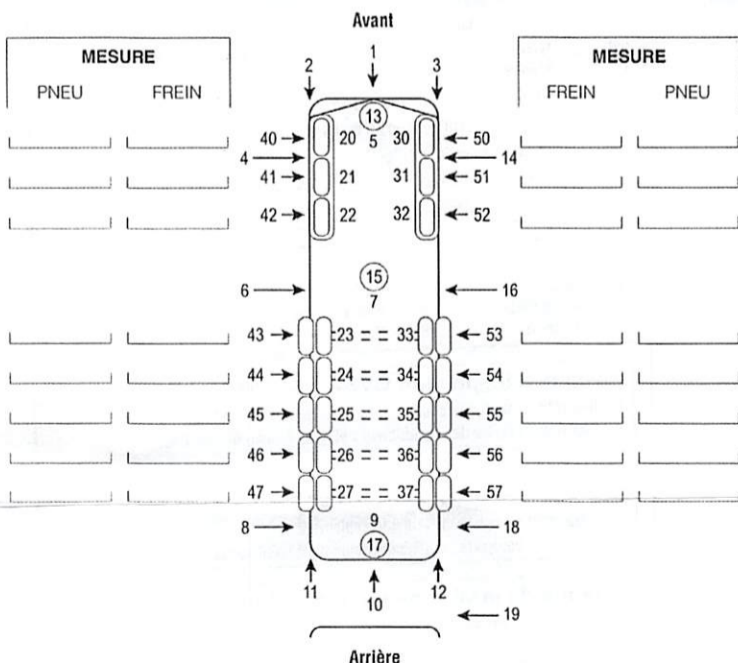 Avant
1
2 3
MESURE MESURE
PNEU FREIN FREIN PNEU
13
40 20 5 30 50
4 14
41 21 31 51
42 22 32 52
15
6 7 16
43 23 33 53
44 24 34 54
45 25 35 55
46 26 36 56
47 27 37 57
8 9 18
17
11 10 12
19
Arrière